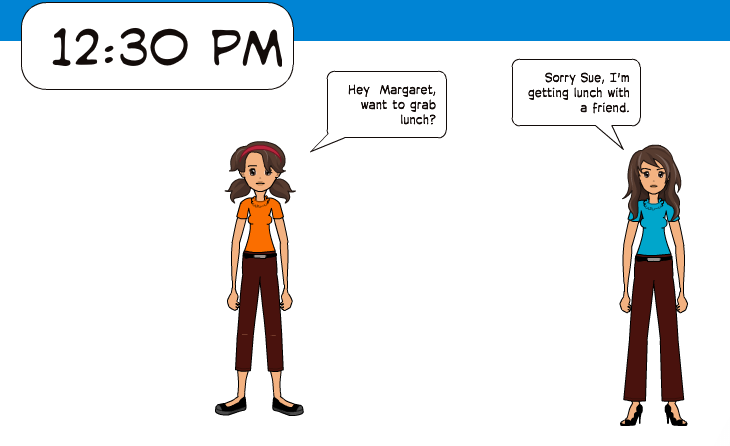 12:30 PM
Hey Margaret,
want to grab
lunch?
Sorry Sue, I'm
getting lunch with
a friend.